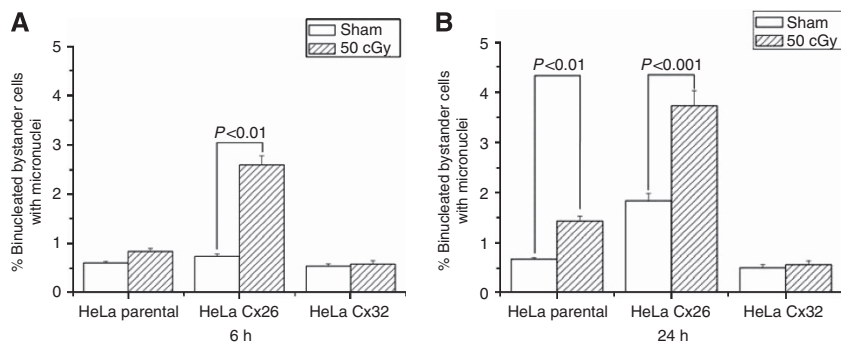 A
Sham
50 cGy
5
4
3
2
1
0
% Binucleated bystander cells
with micronuclei
P<0.01
HeLa parental
HeLa Cx26
HeLa Cx32
6 h
B
Sham
50 cGy
5
4
3
2
1
0
% Binucleated bystander cells
with micronuclei
P<0.01
P<0.001
HeLa parental
HeLa Cx26
HeLa Cx32
24 h